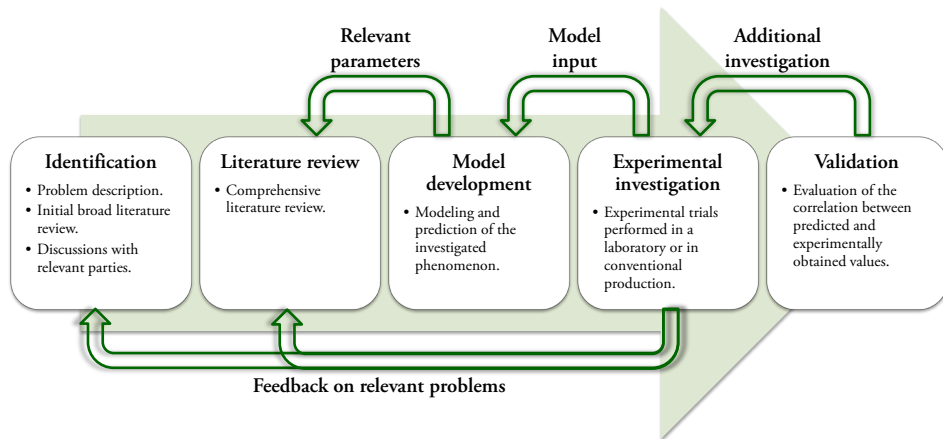 Relevant
parameters
Model
input
Additional
investigation
Identification
• Problem description.
• Initial broad literature
review.
• Discussions with
relevant parties.
Literature review
• Comprehensive
literature review.
Model
development
• Modeling and
prediction of the
investigated
phenomenon.
Experimental
investigation
• Experimental trials
performed in a
laboratory or in
conventional
production.
Validation
• Evaluation of the
correlation between
predicted and
experimentally
obtained values.
Feedback on relevant problems